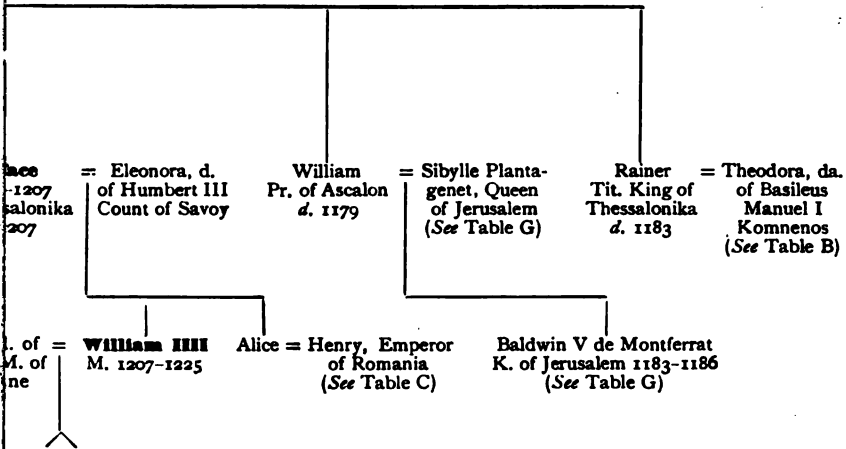 = Eleonora, d.
of Humbert III
Count of Savoy
-1207
salonika
207
William
Pr. of Ascalon
d. 1179
= Sibylle Planta-
genet, Queen
of Jerusalem
(See Table G)
Rainer
Tit. King of
Thessalonika
d. 1183
= Theodora, da.
of Basileus
Manuel I
Komnenos
(See Table B)
. of =
M. of
ne
William IIII
M. 1207-1225
Alice = Henry, Emperor
of Romania
(See Table C)
Baldwin V de Montferrat
K. of Jerusalem 1183-1186
(See Table G)